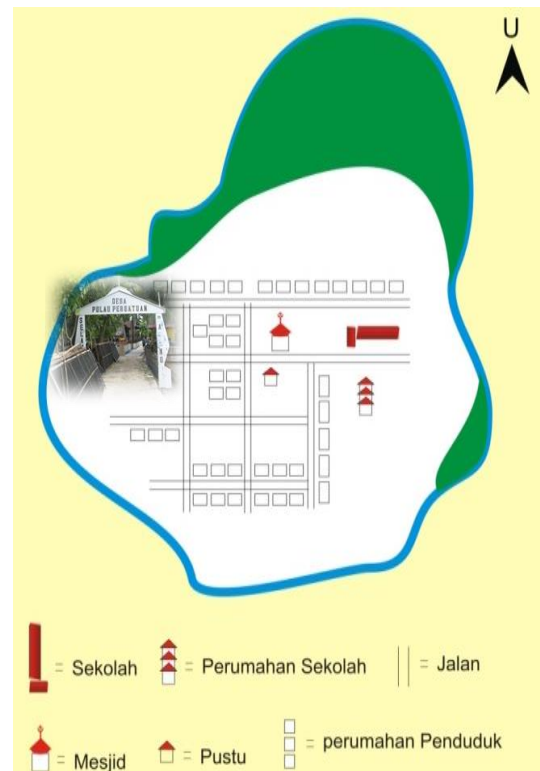 U
DESA
PULAU PERSATUAN
= Sekolah
= Perumahan Sekolah
= Jalan
= Mesjid
= Pustu
= perumahan Penduduk